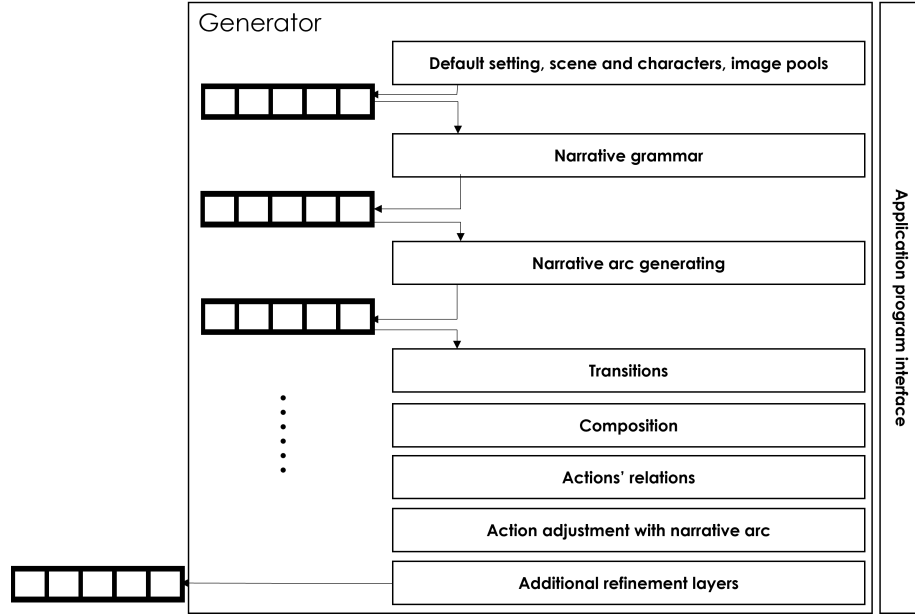 Generator
Default setting, scene and characters, image pools
Narrative grammar
Narrative arc generating
Transitions
Composition
Actions’ relations
Action adjustment with narrative arc
Additional refinement layers
Application program interface